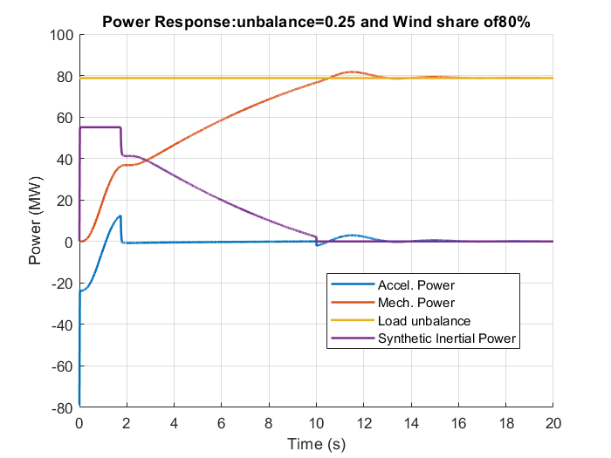 Power Response:unbalance=0.25 and Wind share of80%
100
80
60
40
20
0
-20
-40
-60
-80
Power (MW)
Accel. Power
Mech. Power
Load unbalance
Synthetic Inertial Power
0 2 4 6 8 10 12 14 16 18 20
Time (s)